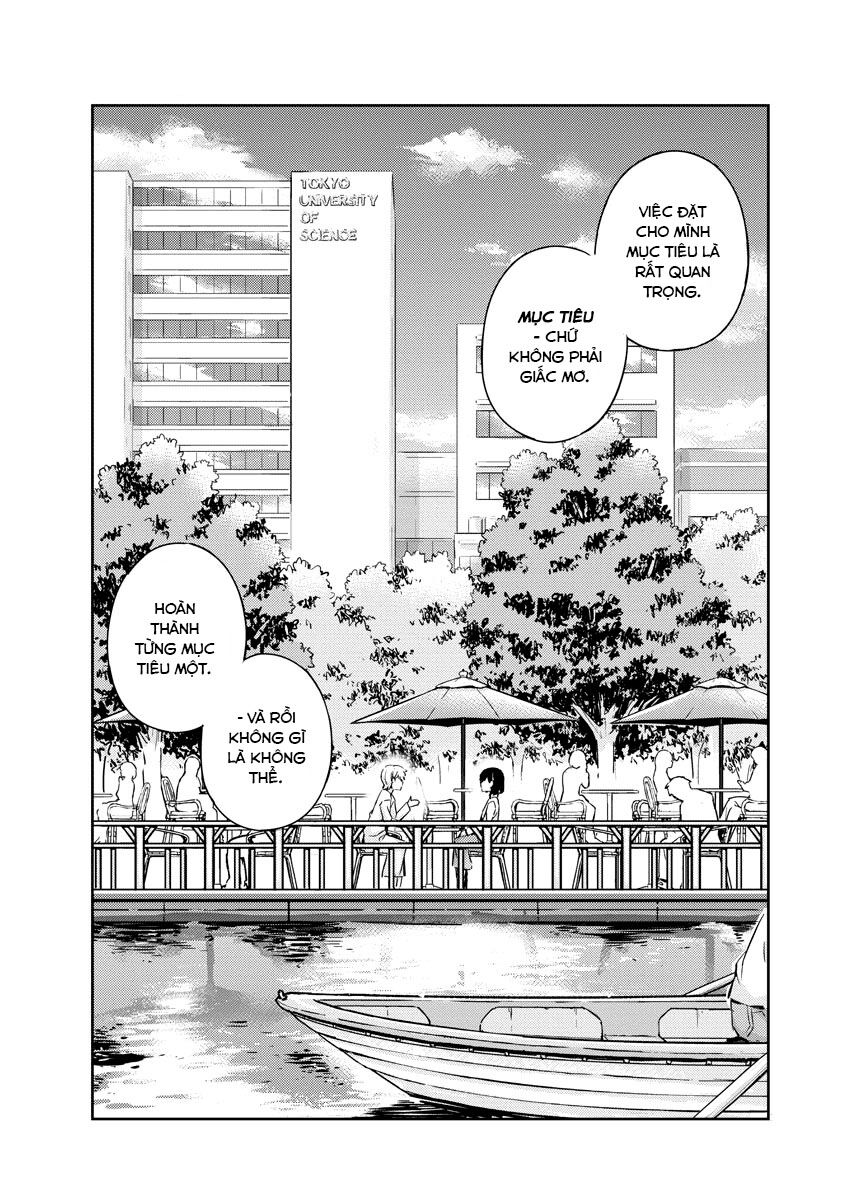 TOKYO
UNIVERSITY
OF
SCIENCE
VIỆC ĐẶT
CHO MÌNH
MỤC TIÊU LÀ
RẤT QUAN
TRỌNG.
MỤC TIÊU
- CHỨ
KHÔNG PHẢI
GIẤC MƠ.
HOÀN
THÀNH
TỪNG MỤC
TIÊU MỘT.
- VÀ RỒI
KHÔNG GÌ
LÀ KHÔNG
THỂ.